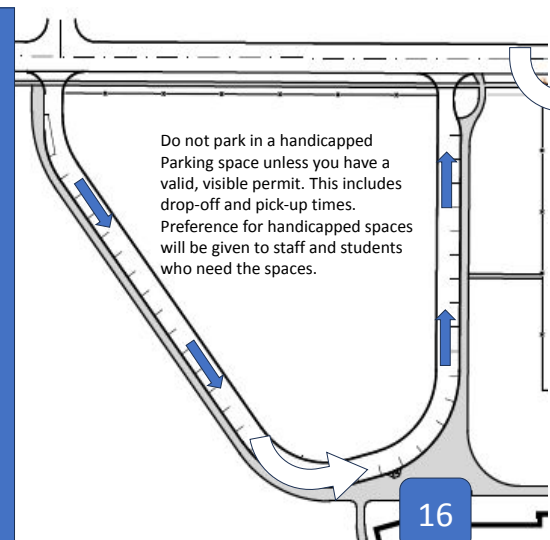 Do not park in a handicapped
Parking space unless you have a
valid, visible permit. This includes
drop-off and pick-up times.
Preference for handicapped spaces
will be given to staff and students
who need the spaces.
16